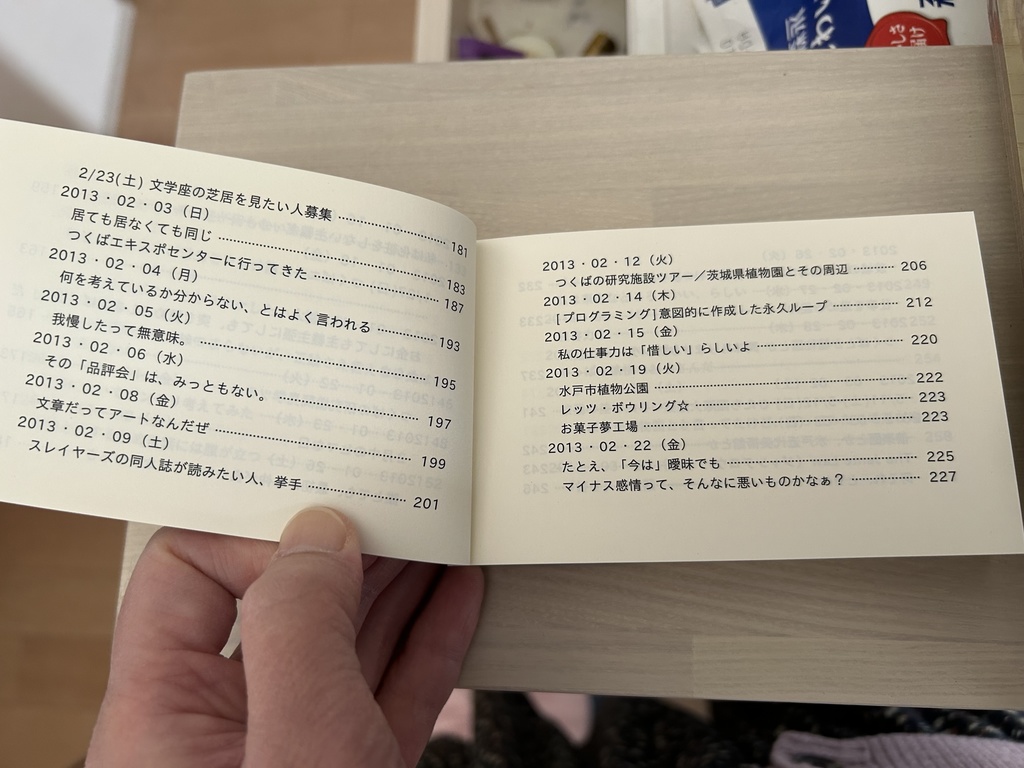 2/23(土) 文学座の芝居を見たい人募集 ……………… 181
2013・02・03（日）
居ても居なくても同じ ……………… 183
つくばエキスポセンターに行ってきた ……………… 187
2013・02・04（月）
何を考えているか分からない、とはよく言われる ……………… 193
2013・02・05（火）
我慢したって無意味。 ……………… 195
2013・02・06（水）
その「品評会」は、みっともない。 ……………… 197
2013・02・08（金）
文章だってアートなんだぜ ……………… 199
2013・02・09（土）
スレイヤーズの同人誌が読みたい人、挙手 ……………… 201
2013・02・12（火）
つくばの研究施設ツアー／茨城県植物園とその周辺 ……………… 206
2013・02・14（木）
[プログラミング]意図的に作成した永久ループ ……………… 212
2013・02・15（金）
私の仕事力は「惜しい」らしいよ ……………… 220
2013・02・19（火）
水戸市植物公園 ……………… 222
レッツ・ボウリング☆ ……………… 223
お菓子夢工場 ……………… 223
2013・02・22（金）
たとえ、「今は」曖昧でも ……………… 225
マイナス感情って、そんなに悪いものかなぁ？ ……………… 227